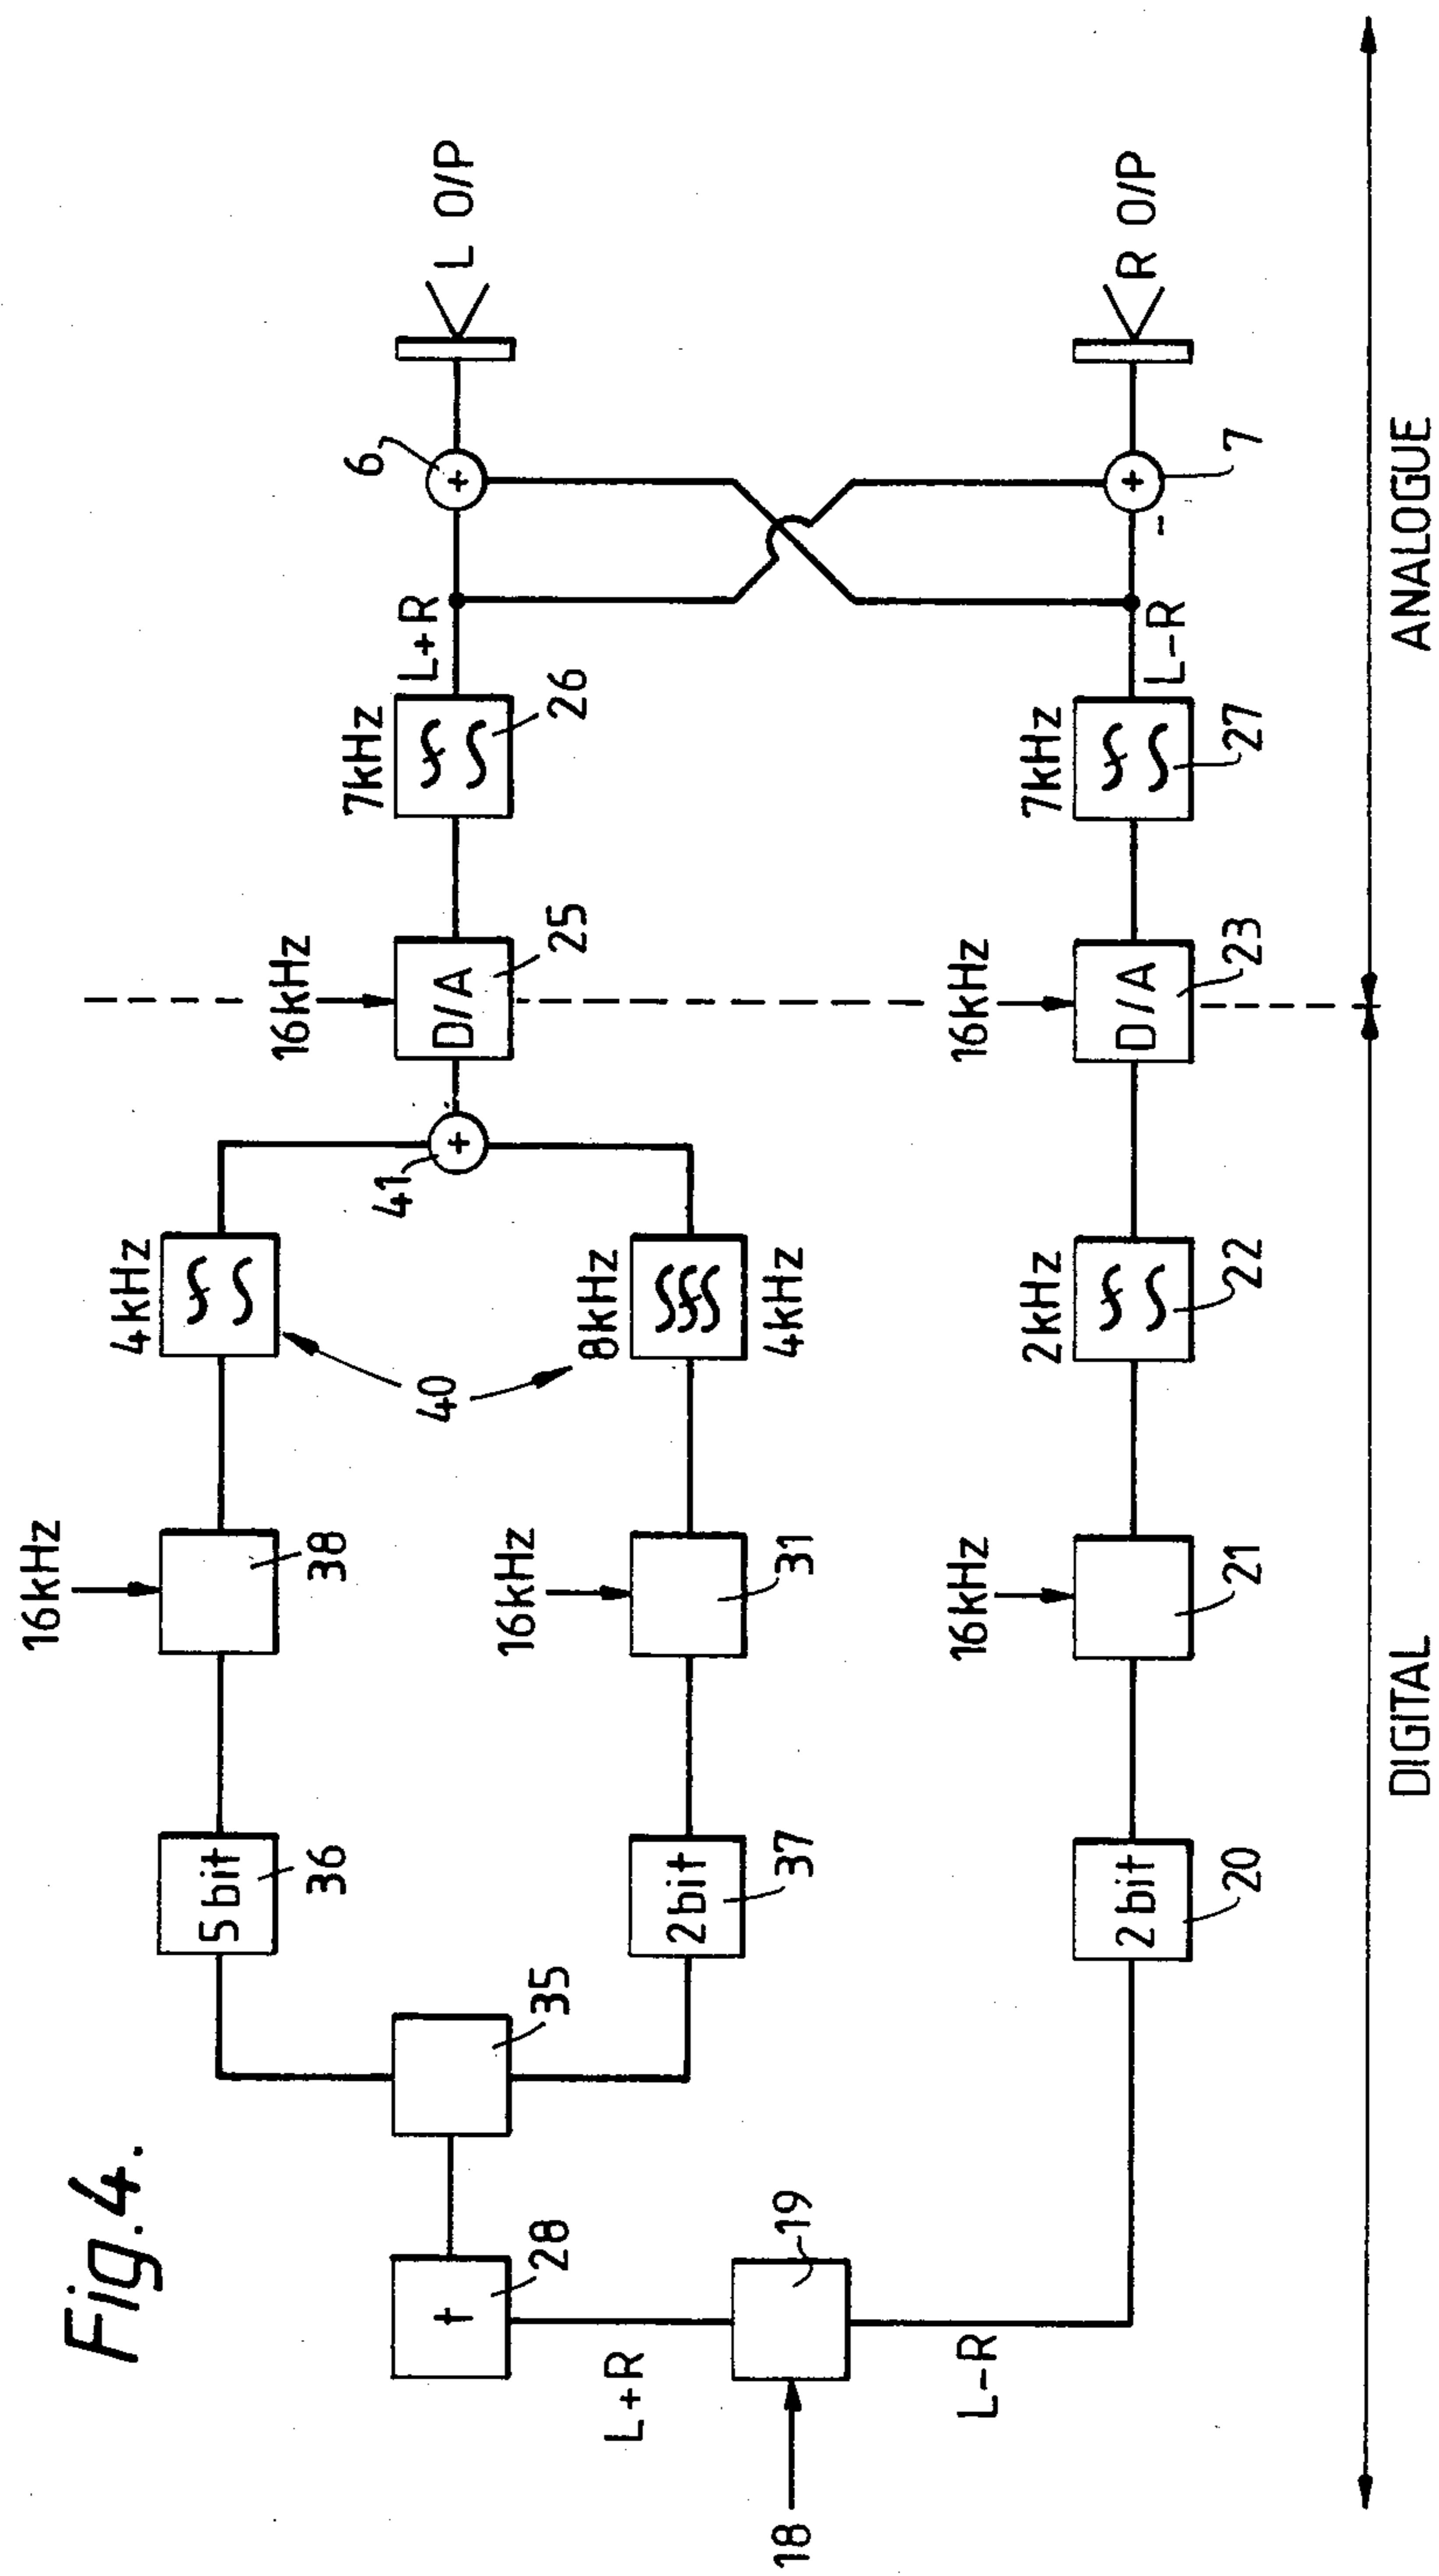 Fig.4.
16kHz
4kHz
5 bit
36
38
40
41
16kHz
7kHz
6
t
28
35
D/A
25
26
L+R
L O/P
L+R
16kHz
8kHz
2bit
37
31
4kHz
18
19
L-R
16kHz
2kHz
16kHz
7kHz
2 bit
20
21
22
D/A
23
27
L-R
-
7
R O/P
DIGITAL
ANALOGUE
+
+
+